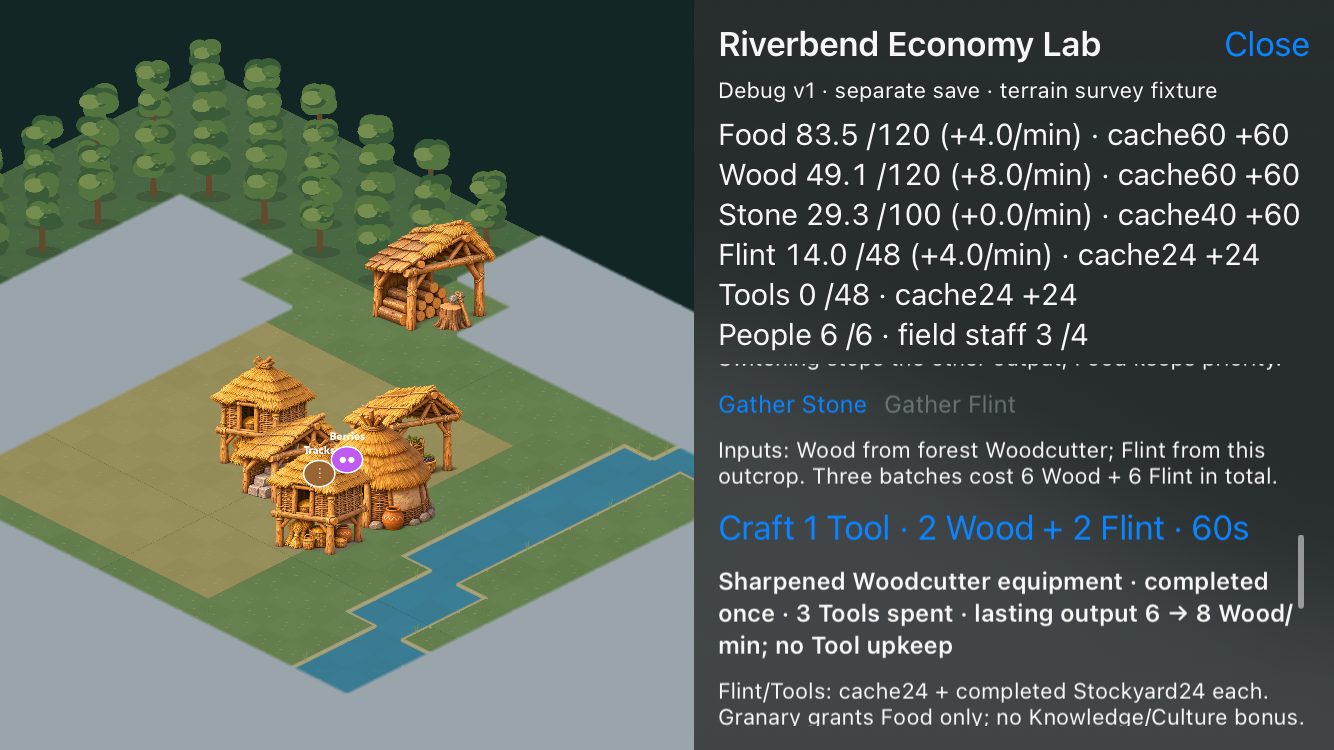 Riverbend Economy Lab
Close
Debug v1 · separate save · terrain survey fixture
Food 83.5 /120 (+4.0/min) · cache60 +60
Wood 49.1 /120 (+8.0/min) · cache60 +60
Stone 29.3 /100 (+0.0/min) · cache40 +60
Flint 14.0 /48 (+4.0/min) · cache24 +24
Tools 0 /48 · cache24 +24
People 6 /6 · field staff 3 /4
Gather Stone Gather Flint
Inputs: Wood from forest Woodcutter; Flint from this
outcrop. Three batches cost 6 Wood + 6 Flint in total.
Craft 1 Tool · 2 Wood + 2 Flint · 60s
Sharpened Woodcutter equipment · completed
once · 3 Tools spent · lasting output 6 → 8 Wood/
min; no Tool upkeep
Flint/Tools: cache24 + completed Stockyard24 each.
Granary grants Food only; no Knowledge/Culture bonus.
Berries
Tracks